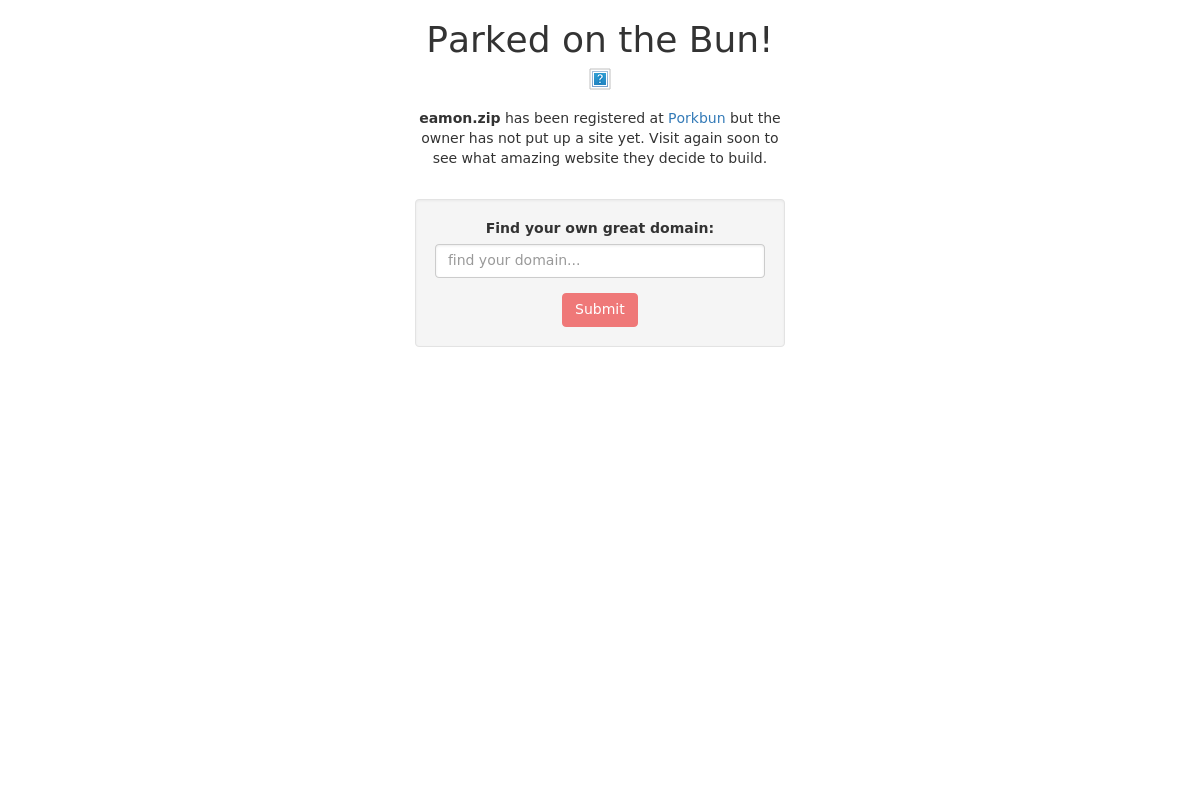 Parked on the Bun!
?
eamon.zip has been registered at Porkbun but the
owner has not put up a site yet. Visit again soon to
see what amazing website they decide to build.
Find your own great domain:
find your domain...
Submit